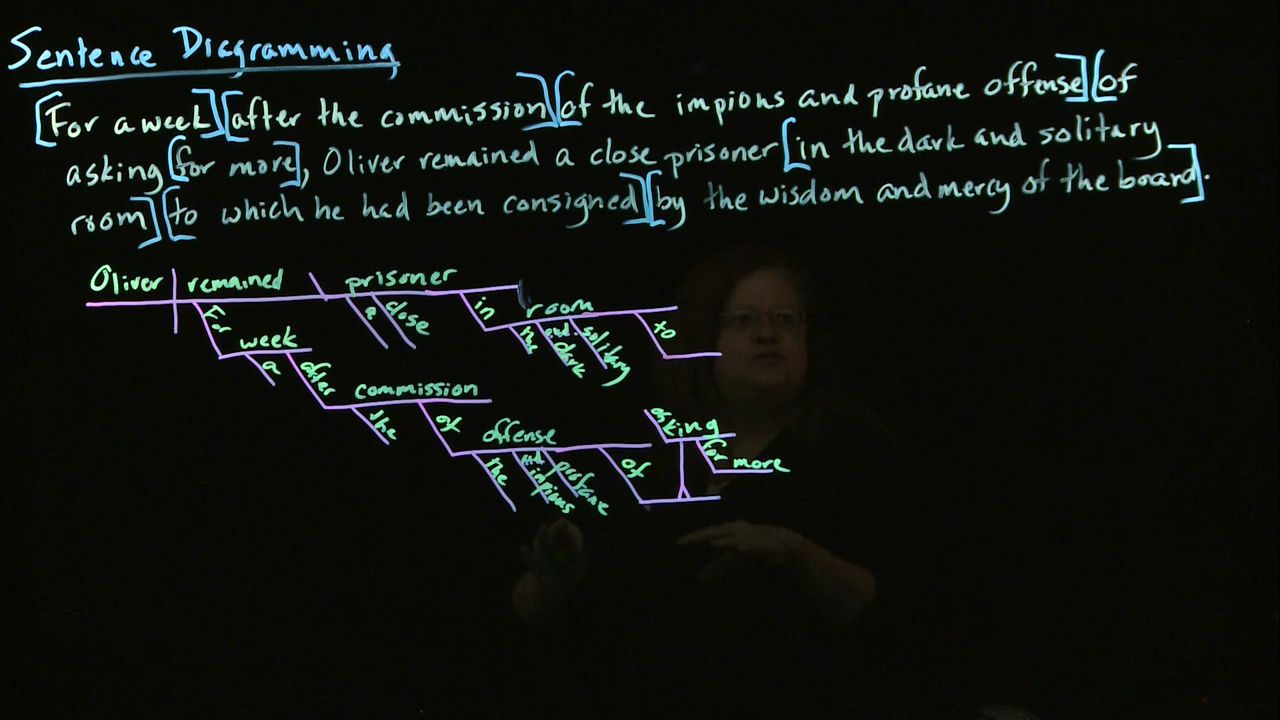 Sentence Diagramming
[For a week] [after the commission] [of the impious and profane offense] [of
asking [for more], Oliver remained a close prisoner [in the dark and solitary
room] [to which he had been consigned] [by the wisdom and mercy of the board].
Oliver remained prisoner
a close in room to
For week the and dark solitary
a after commission
the of offense asking
the and impious profane of for more